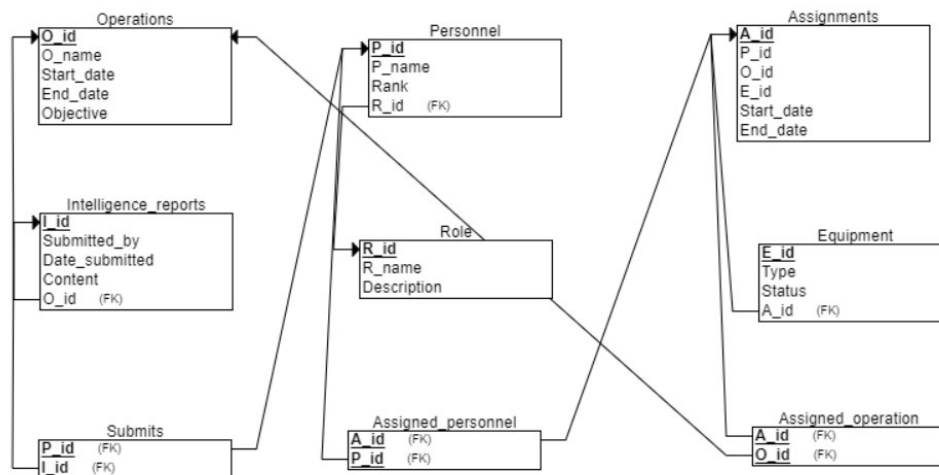 Operations
O_id
O_name
Start_date
End_date
Objective
Personnel
P_id
P_name
Rank
R_id (FK)
Assignments
A_id
P_id
O_id
E_id
Start_date
End_date
Intelligence_reports
I_id
Submitted_by
Date_submitted
Content
O_id (FK)
Role
R_id
R_name
Description
Equipment
E_id
Type
Status
A_id (FK)
Submits
P_id (FK)
I_id (FK)
Assigned_personnel
A_id (FK)
P_id (FK)
Assigned_operation
A_id (FK)
O_id (FK)